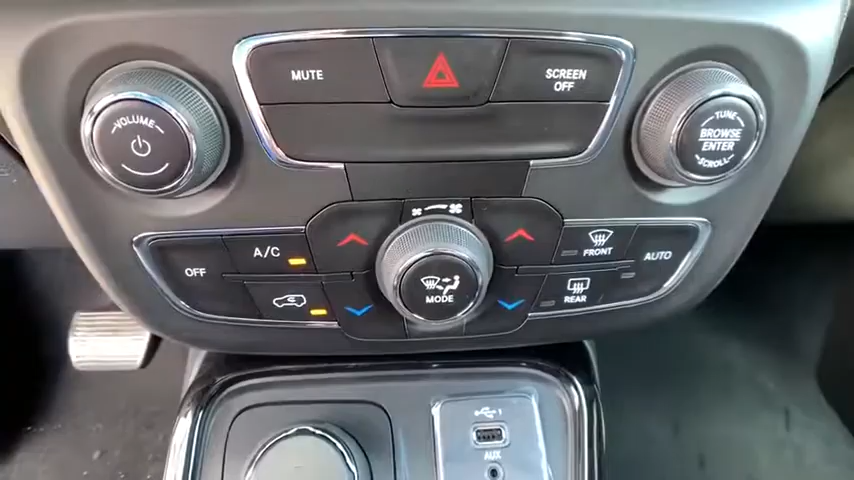 MUTE
SCREEN
OFF
VOLUME
TUNE
BROWSE
ENTER
SCROLL
OFF
A/C
MODE
FRONT
REAR
AUTO
AUX